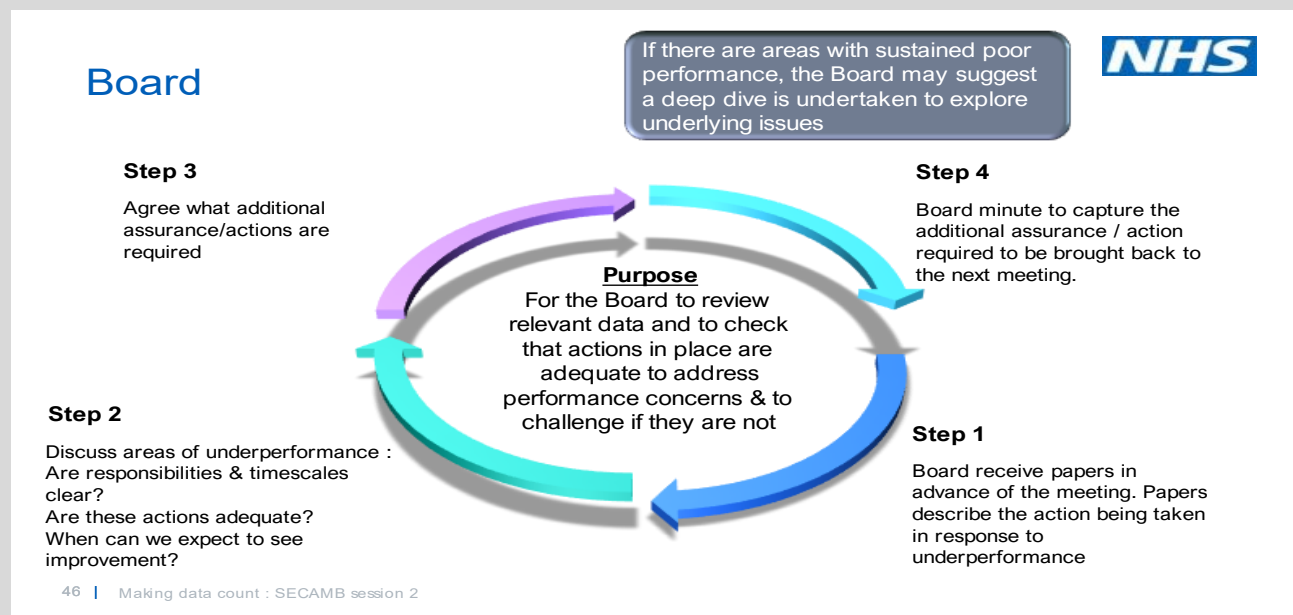 Board
If there are areas with sustained poor
performance, the Board may suggest
a deep dive is undertaken to explore
underlying issues
NHS
Step 3
Agree what additional
assurance/actions are
required
Step 4
Board minute to capture the
additional assurance / action
required to be brought back to
the next meeting.
Purpose
For the Board to review
relevant data and to check
that actions in place are
adequate to address
performance concerns & to
challenge if they are not
Step 2
Discuss areas of underperformance :
Are responsibilities & timescales
clear?
Are these actions adequate?
When can we expect to see
improvement?
Step 1
Board receive papers in
advance of the meeting. Papers
describe the action being taken
in response to
underperformance
46 | Making data count : SECAMB session 2